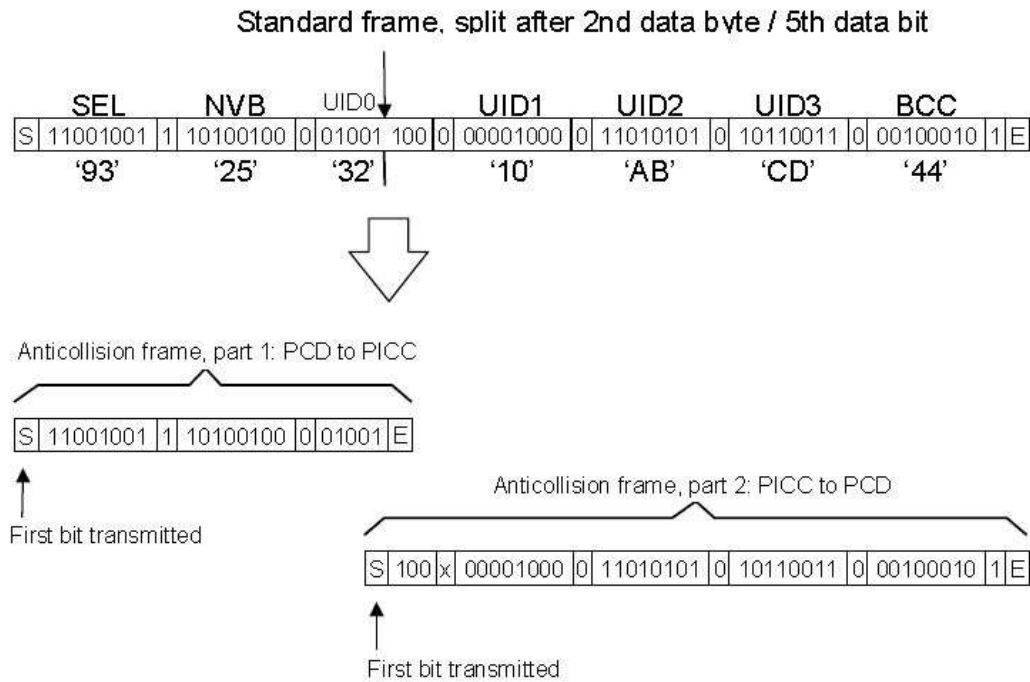 Standard frame, split after 2nd data byte / 5th data bit
SEL NVB UID0 UID1 UID2 UID3 BCC
S 11001001 1 10100100 0 01001 100 0 00001000 0 11010101 0 10110011 0 00100010 1 E
‘93’ ‘25’ ‘32’ ‘10’ ‘AB’ ‘CD’ ‘44’
Anticollision frame, part 1: PCD to PICC
S 11001001 1 10100100 0 01001 E
First bit transmitted
Anticollision frame, part 2: PICC to PCD
S 100 x 00001000 0 11010101 0 10110011 0 00100010 1 E
First bit transmitted